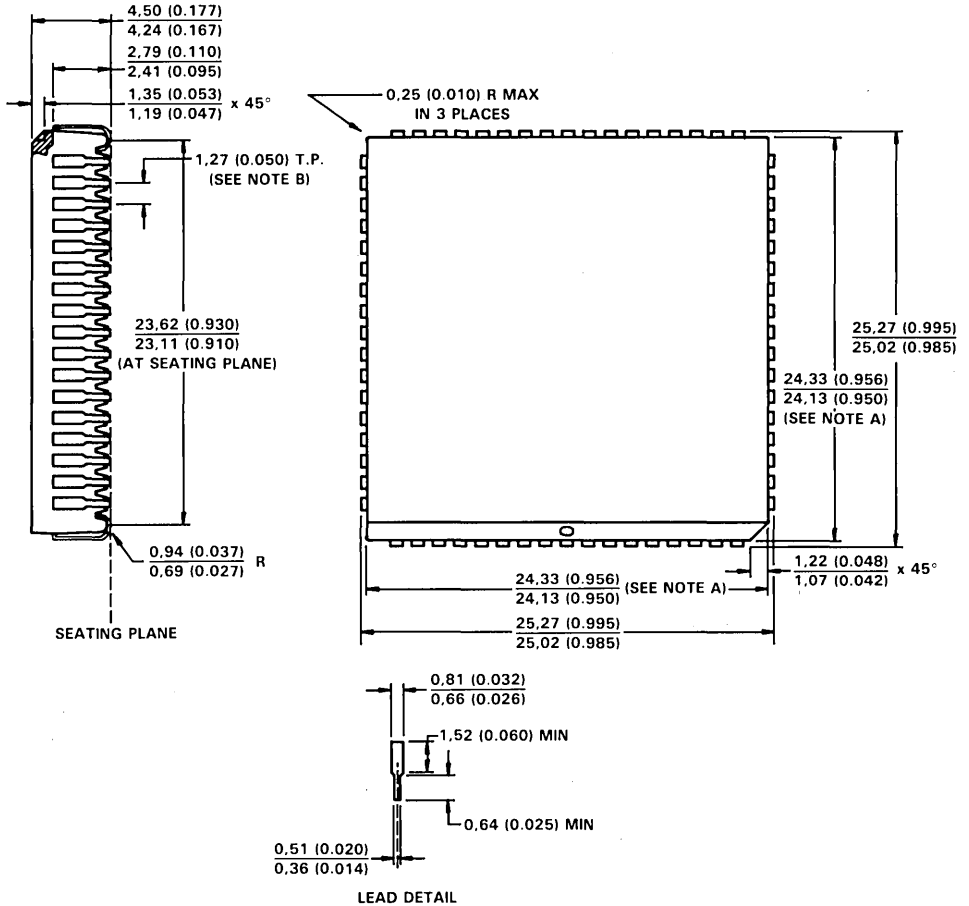 4,50 (0.177)
4,24 (0.167)
2,79 (0.110)
2,41 (0.095)
1,35 (0.053)
1,19 (0.047) x 45°
0,25 (0.010) R MAX
IN 3 PLACES
1,27 (0.050) T.P.
(SEE NOTE B)
23,62 (0.930)
23,11 (0.910)
(AT SEATING PLANE)
25,27 (0.995)
25,02 (0.985)
24,33 (0.956)
24,13 (0.950)
(SEE NOTE A)
0,94 (0.037)
0,69 (0.027) R
1,22 (0.048)
1,07 (0.042) x 45°
24,33 (0.956)
24,13 (0.950) (SEE NOTE A)
SEATING PLANE
25,27 (0.995)
25,02 (0.985)
0,81 (0.032)
0,66 (0.026)
1,52 (0.060) MIN
0,64 (0.025) MIN
0,51 (0.020)
0,36 (0.014)
LEAD DETAIL